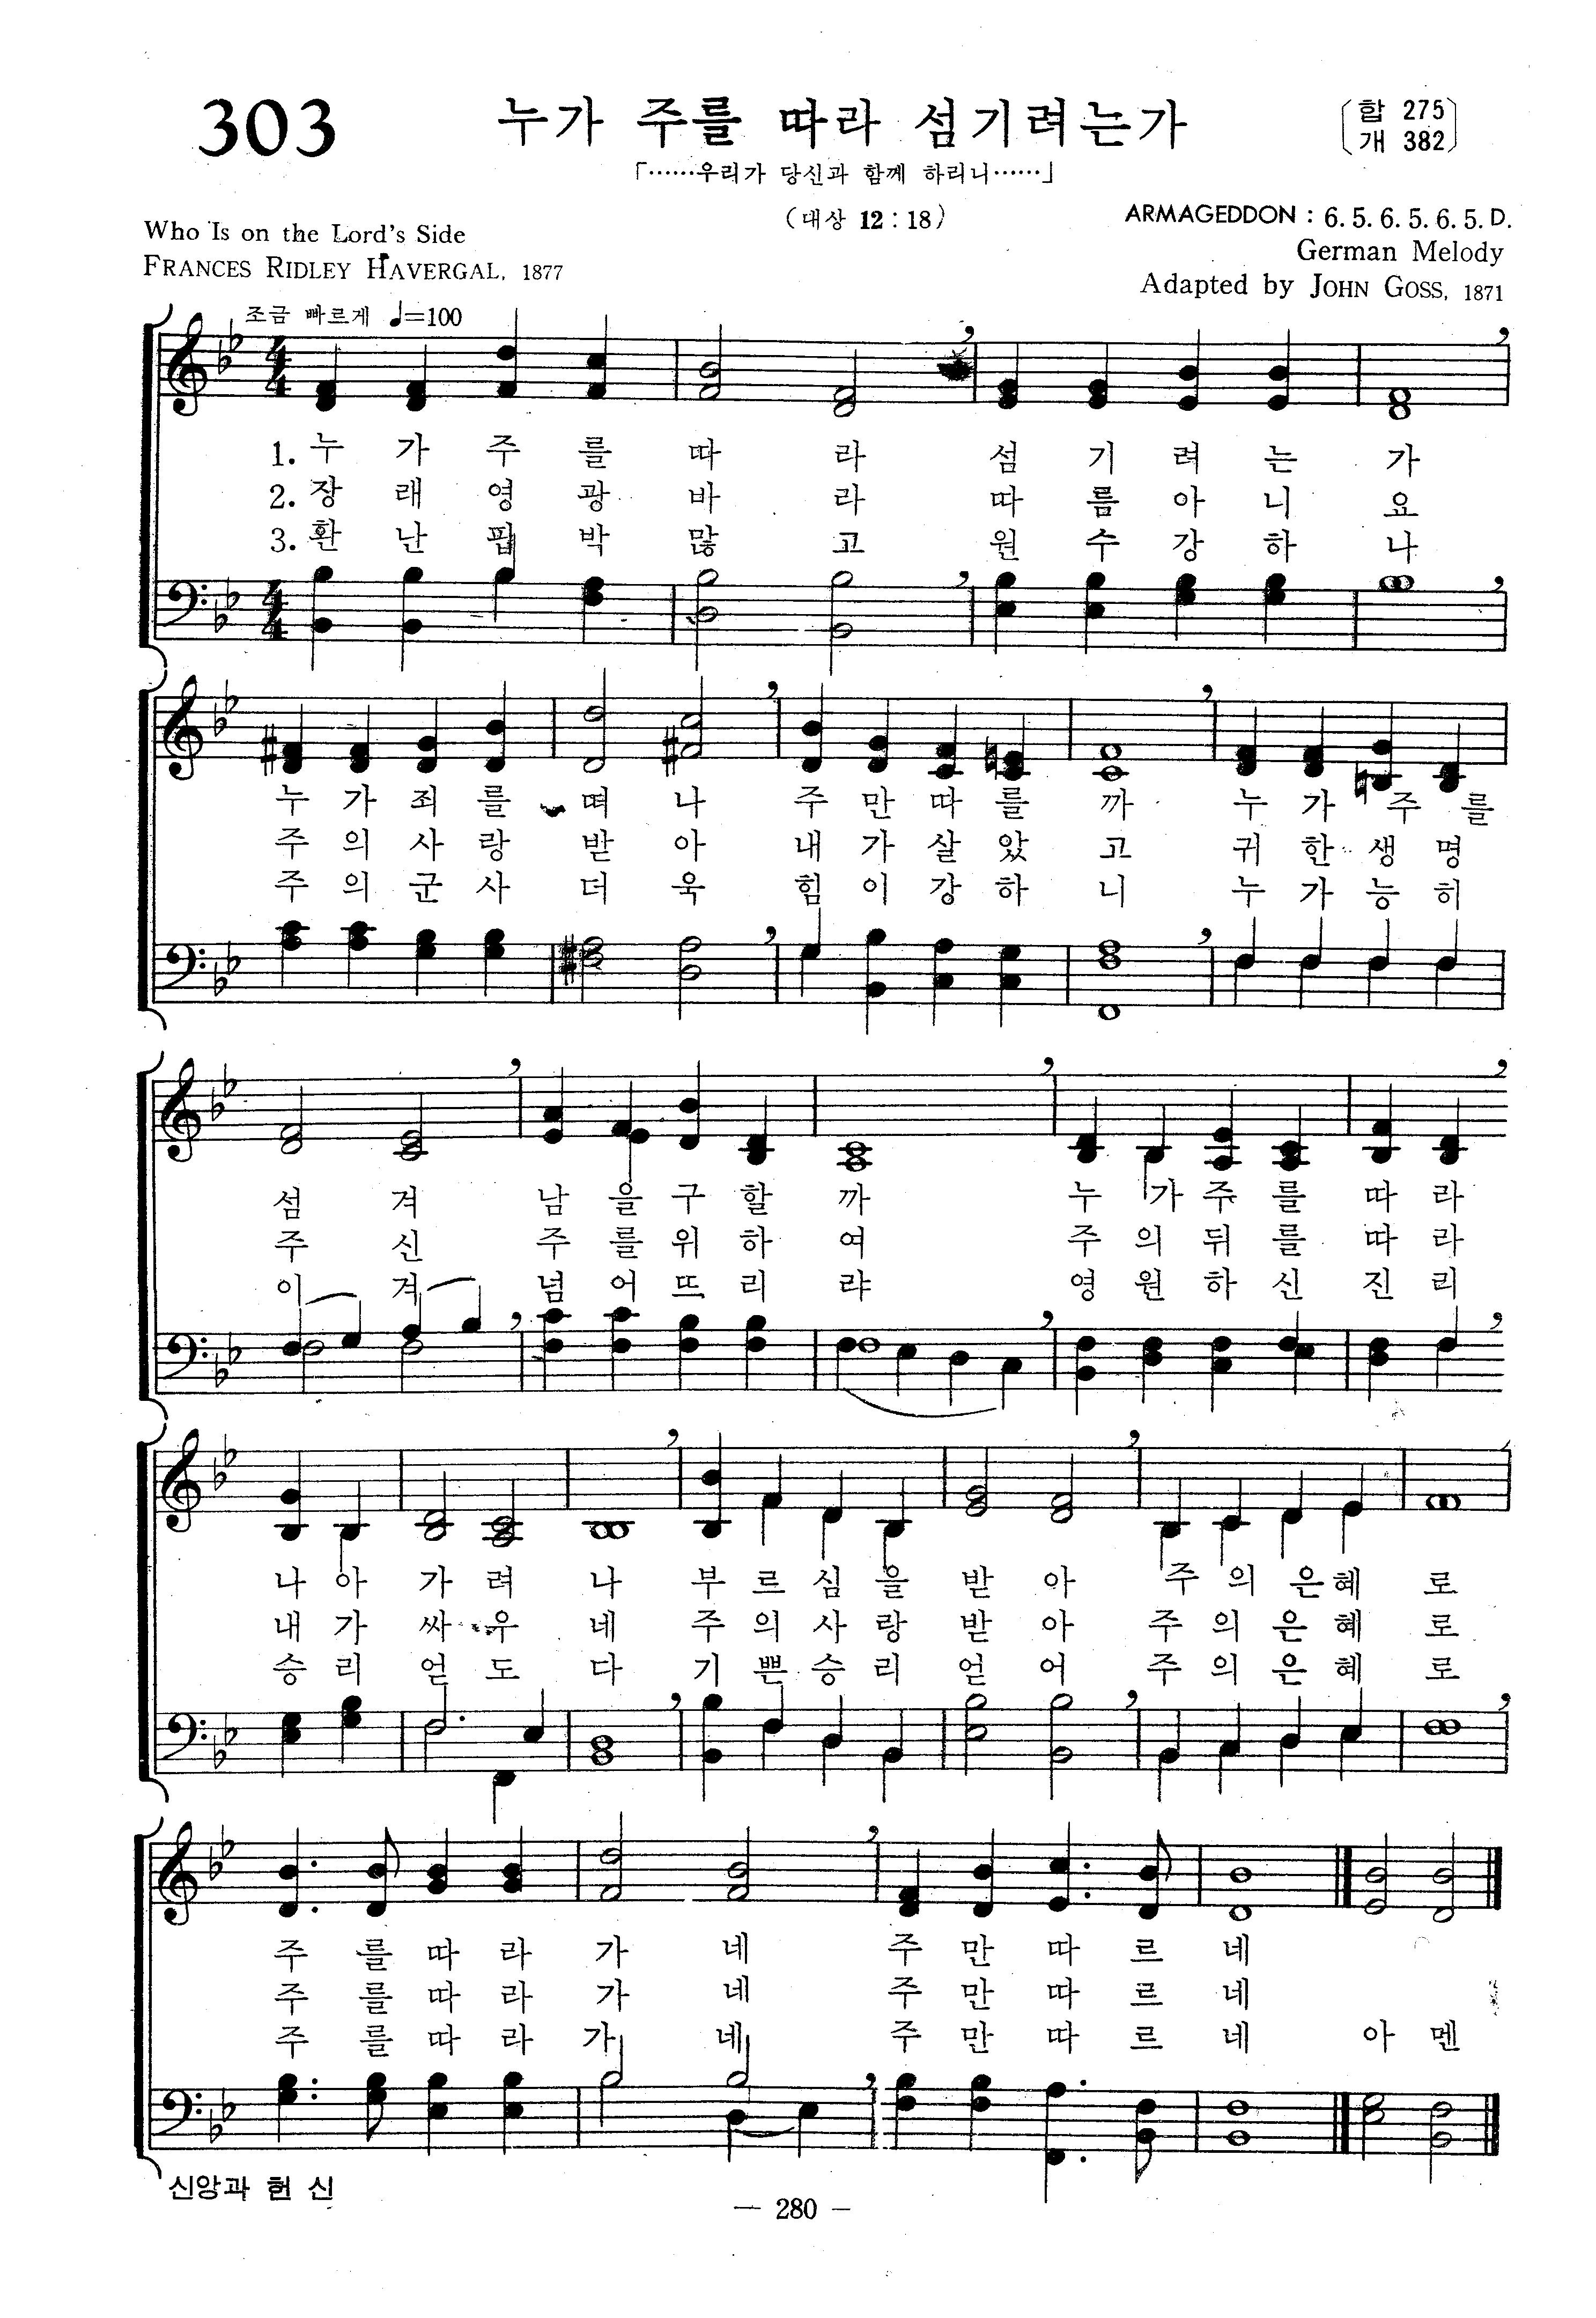 303
누가 주를 따라 섬기려는가
〔합 275
개 382〕
「……우리가 당신과 함께 하리니……」
(대상 12:18)
Who Is on the Lord's Side
FRANCES RIDLEY HAVERGAL, 1877
ARMAGEDDON : 6. 5. 6. 5. 6. 5. D.
German Melody
Adapted by JOHN GOSS, 1871
조금 빠르게 ♩=100
1. 누 가 주 를 따 라 섬 기 려 는 가
2. 장 래 영 광 바 라 따 름 아 니 요
3. 환 난 핍 박 많 고 원 수 강 하 나
누 가 죄 를 떠 나 주 만 따 를 까 누 가 주 를
주 의 사 랑 받 아 내 가 살 았 고 귀 한 생 명
주 의 군 사 더 욱 힘 이 강 하 니 누 가 능 히
섬 겨 남 을 구 할 까 누 가 주 를 따 라
주 신 주 를 위 하 여 주 의 뒤 를 따 라
이 겨 넘 어 뜨 리 랴 영 원 하 신 진 리
나 아 가 려 나 부 르 심 을 받 아 주 의 은 혜 로
내 가 싸 우 네 주 의 사 랑 받 아 주 의 은 혜 로
승 리 얻 도 다 기 쁜 승 리 얻 어 주 의 은 혜 로
주 를 따 라 가 네 주 만 따 르 네
주 를 따 라 가 네 주 만 따 르 네
주 를 따 라 가 네 주 만 따 르 네 아 멘
신앙과 헌 신
— 280 —